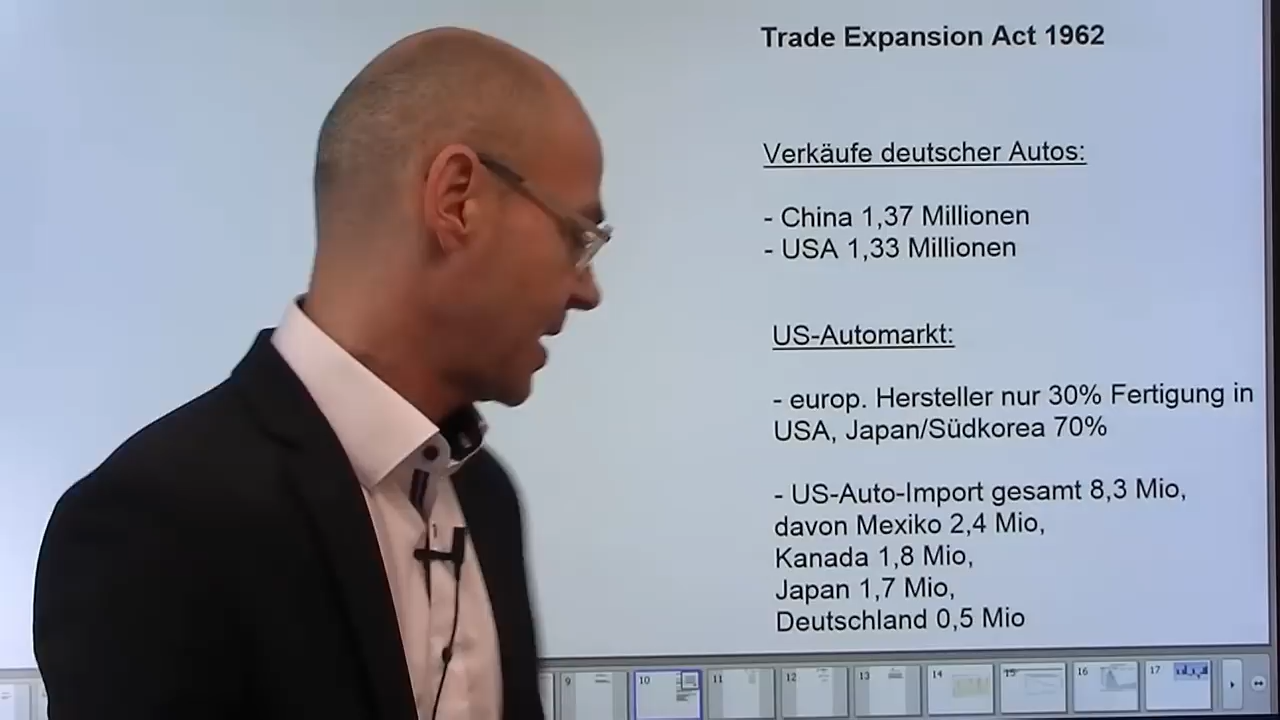 Trade Expansion Act 1962
Verkäufe deutscher Autos:
- China 1,37 Millionen
- USA 1,33 Millionen
US-Automarkt:
- europ. Hersteller nur 30% Fertigung in
USA, Japan/Südkorea 70%
- US-Auto-Import gesamt 8,3 Mio,
davon Mexiko 2,4 Mio,
Kanada 1,8 Mio,
Japan 1,7 Mio,
Deutschland 0,5 Mio
9 10 11 12 13 14 15 16 17